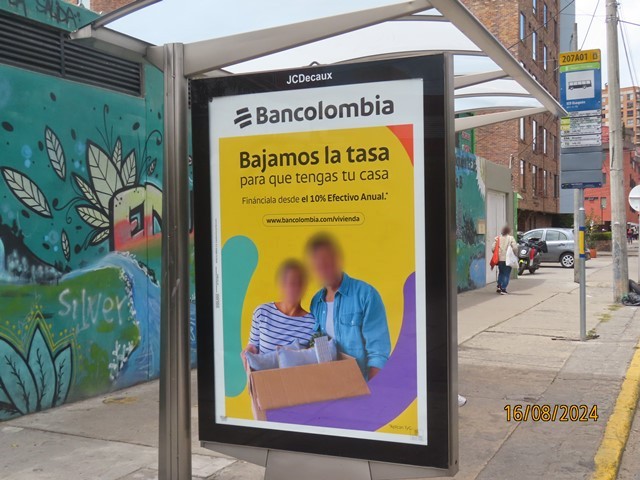 JCDecaux
Bancolombia
Bajamos la tasa
para que tengas tu casa
Fináncialo desde el 10% Efectivo Anual.*
www.bancolombia.com/vivienda
207A01 B
Silver
16/08/2024